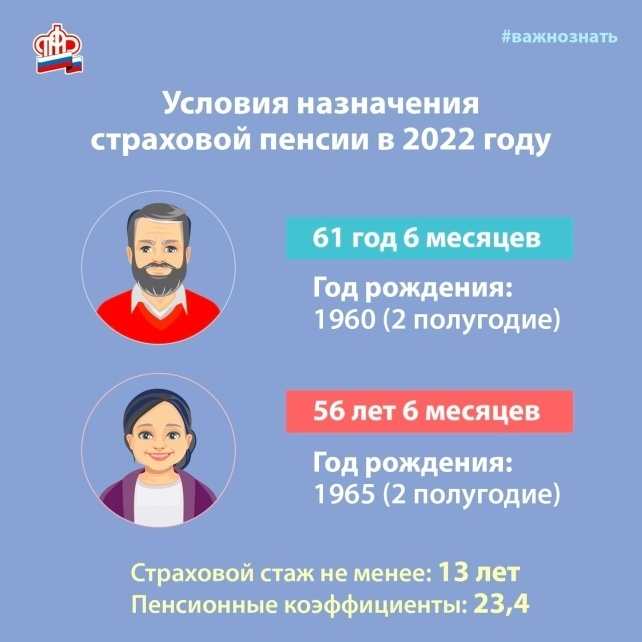 #важнознать
Условия назначения
страховой пенсии в 2022 году
61 год 6 месяцев
Год рождения:
1960 (2 полугодие)
56 лет 6 месяцев
Год рождения:
1965 (2 полугодие)
Страховой стаж не менее: 13 лет
Пенсионные коэффициенты: 23,4